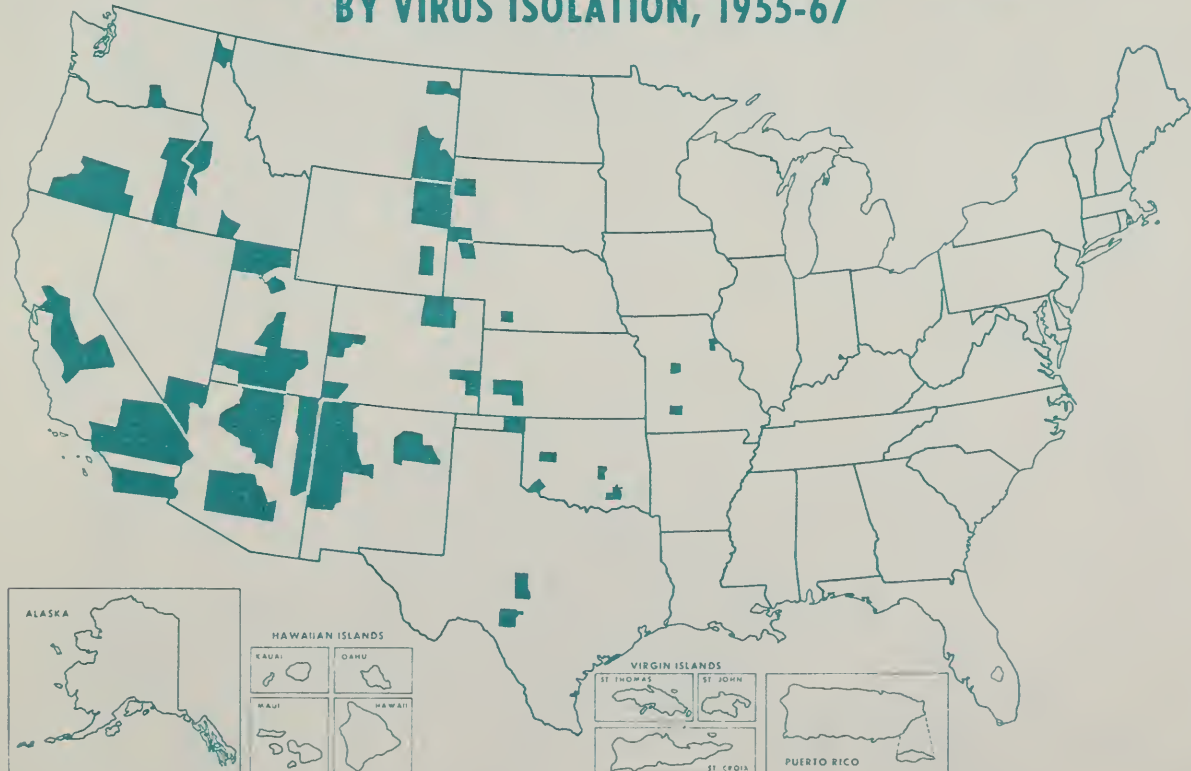 BY VIRUS ISOLATION, 1955-67
ALASKA
HAWAIIAN ISLANDS
KAUAI
OAHU
MAUI
HAWAII
VIRGIN ISLANDS
ST THOMAS
ST JOHN
ST CROIX
PUERTO RICO